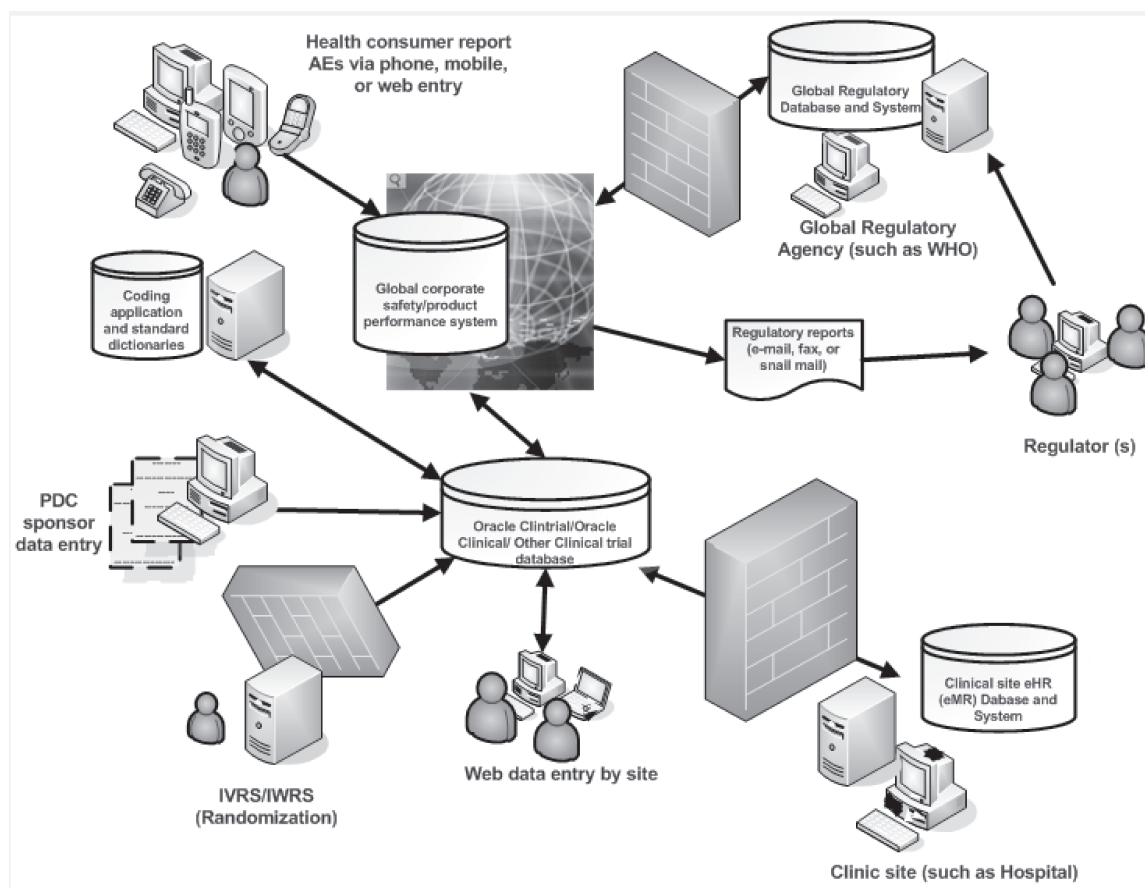 Health consumer report
AEs via phone, mobile,
or web entry
Global Regulatory
Database and System
Global Regulatory
Agency (such as WHO)
Coding
application
and standard
dictionaries
Global corporate
safety/product
performance system
Regulatory reports
(e-mail, fax, or
snail mail)
Regulator (s)
PDC
sponsor
data entry
Oracle Clintrial/Oracle
Clinical/ Other Clinical trial
database
Clinical site eHR
(eMR) Dabase and
System
Web data entry by site
IVRS/IWRS
(Randomization)
Clinic site (such as Hospital)